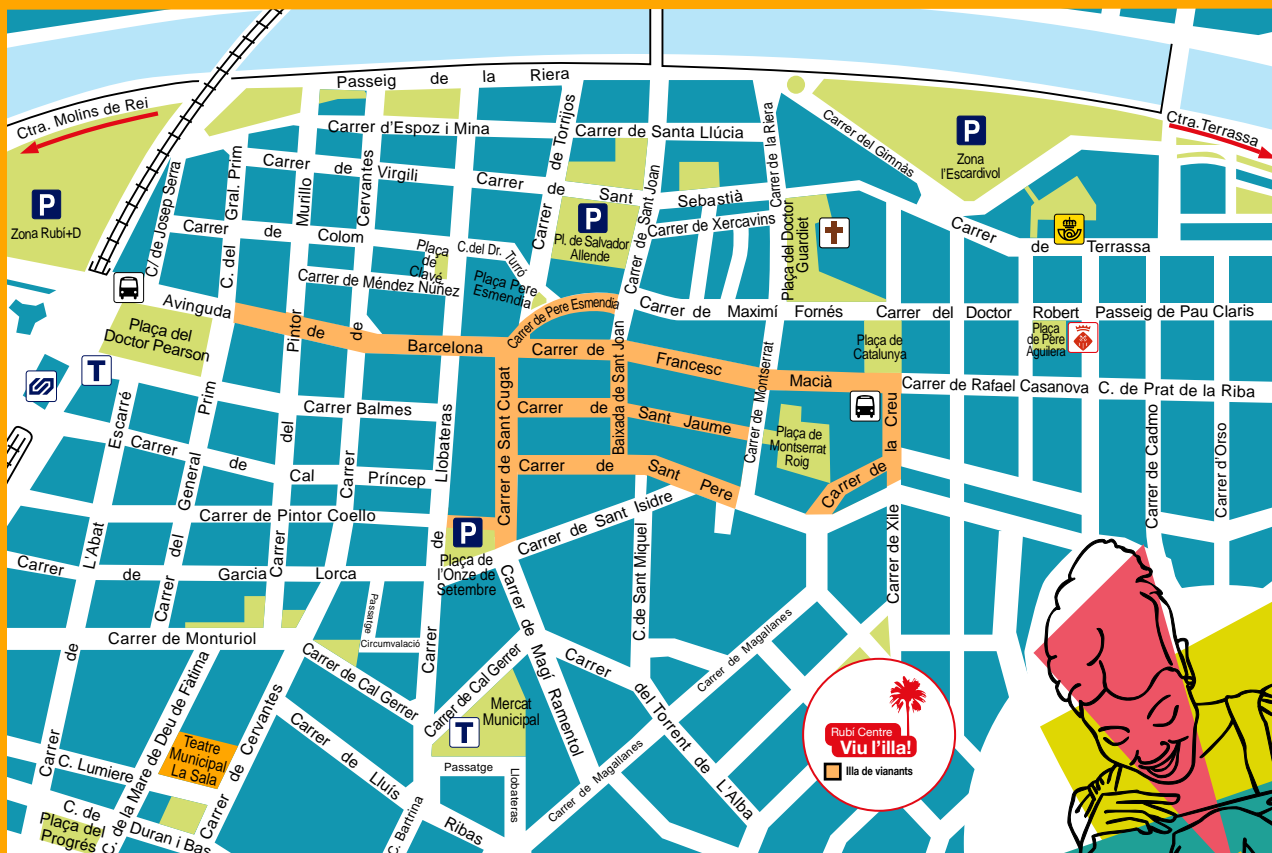 Passeig de la Riera
Ctra. Molins de Rei
Ctra.Terrassa
Carrer d'Espoz i Mina
Carrer de Santa Llúcia
Carrer de Torrijos
Carrer de la Riera
Carrer del Gimnàs
P
Zona
l'Escardivol
Carrer de Virgili
Carrer de Sant Sebastià
C/ de Josep Serra
C. del Gral. Prim
Murillo
Cervantes
Carrer de Sant Joan
P
Zona Rubí+D
Carrer de Colom
Plaça
de
Clavé
C.del Dr. Turró
P
Pl. de Salvador
Allende
Carrer de Xercavins
Plaça del Doctor
Guardiet
Carrer de Terrassa
Carrer de Méndez Núñez
Plaça Pere
Esmendia
Carrer de Pere Esmendia
Avinguda de Barcelona
Carrer de Maximí Fornés
Carrer del Doctor Robert
Passeig de Pau Claris
Plaça del
Doctor Pearson
Pintor
de
Carrer de Francesc Macià
Plaça de
Catalunya
Plaça
de Pere
Aguilera
T
Carrer de Rafael Casanova
C. de Prat de la Riba
Carrer Balmes
Carrer de Sant Cugat
Baixada de Sant Joan
Carrer de Sant Jaume
Carrer de Montserrat
Plaça de
Montserrat
Roig
Carrer de la Creu
Carrer de Cadmo
Carrer d'Orso
Carrer de Cal Príncep
Carrer de Sant Pere
Carrer de L'Abat Escarré
Carrer del General Prim
Carrer del
Carrer
Carrer de Llobateras
Carrer de Pintor Coello
P
Plaça de
l'Onze de
Setembre
Carrer de Sant Isidre
C.de Sant Miquel
Carrer de Xile
Carrer de Garcia Lorca
Passatge
Circumvalació
Carrer de Magí Ramentol
Carrer de Monturiol
Carrer de Cal Gerrer
Carrer de Cal Gerrer
Carrer de Magallanes
Carrer de Magallanes
Carrer del Torrent de L'Alba
Mercat
Municipal
T
Passatge Llobateras
C. de la Mare de Deu de Fàtima
Teatre
Municipal
La Sala
Carrer de Cervantes
Carrer de Lluís Ribas
C. Bartrina
C. Lumiere
C. de Duran i Bas
Plaça del
Progrés
Rubí Centre
Viu l'illa!
Illa de vianants